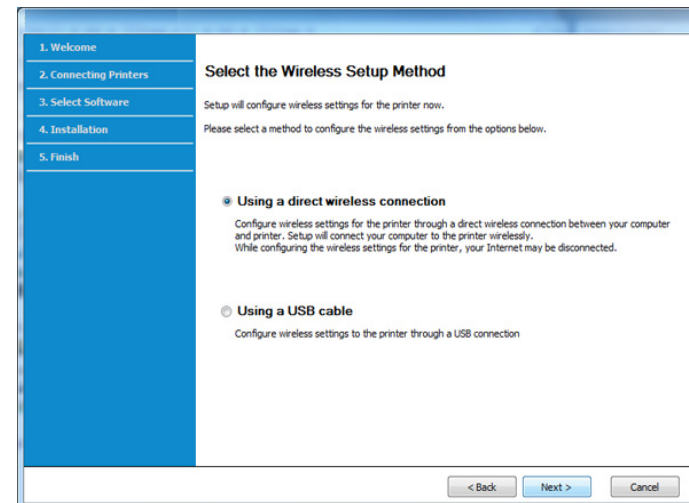 1. Welcome
2. Connecting Printers
3. Select Software
4. Installation
5. Finish
Select the Wireless Setup Method
Setup will configure wireless settings for the printer now.
Please select a method to configure the wireless settings from the options below.
Using a direct wireless connection
Configure wireless settings for the printer through a direct wireless connection between your computer
and printer. Setup will connect your computer to the printer wirelessly.
While configuring the wireless settings for the printer, your Internet may be disconnected.
Using a USB cable
Configure wireless settings to the printer through a USB connection
< Back
Next >
Cancel